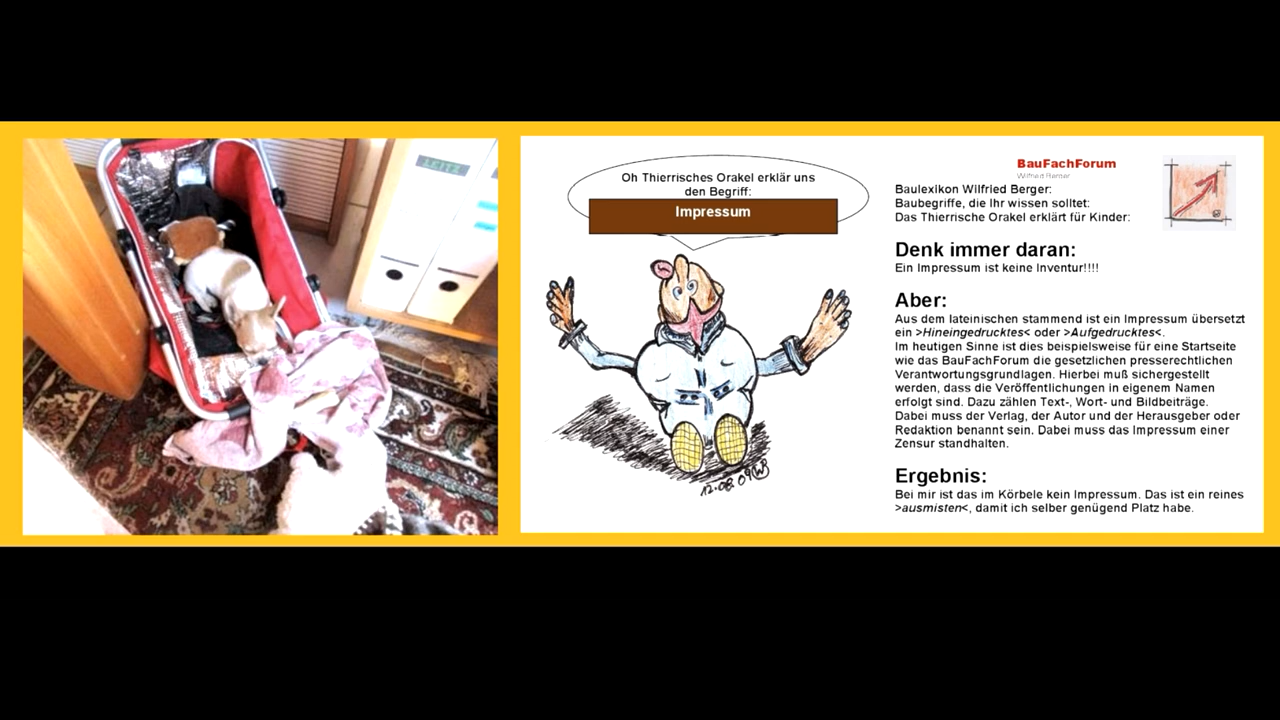 LEITZ
Oh Thierrisches Orakel erklär uns
den Begriff:
Impressum
12.08.09
BauFachForum
Wilfried Berger
Baulexikon Wilfried Berger:
Baubegriffe, die Ihr wissen solltet:
Das Thierrische Orakel erklärt für Kinder:
Denk immer daran:
Ein Impressum ist keine Inventur!!!!
Aber:
Aus dem lateinischen stammend ist ein Impressum übersetzt
ein >Hineingedrucktes< oder >Aufgedrucktes<.
Im heutigen Sinne ist dies beispielsweise für eine Startseite
wie das BauFachForum die gesetzlichen presserechtlichen
Verantwortungsgrundlagen. Hierbei muß sichergestellt
werden, dass die Veröffentlichungen in eigenem Namen
erfolgt sind. Dazu zählen Text-, Wort- und Bildbeiträge.
Dabei muss der Verlag, der Autor und der Herausgeber oder
Redaktion benannt sein. Dabei muss das Impressum einer
Zensur standhalten.
Ergebnis:
Bei mir ist das im Körbele kein Impressum. Das ist ein reines
>ausmisten<, damit ich selber genügend Platz habe.